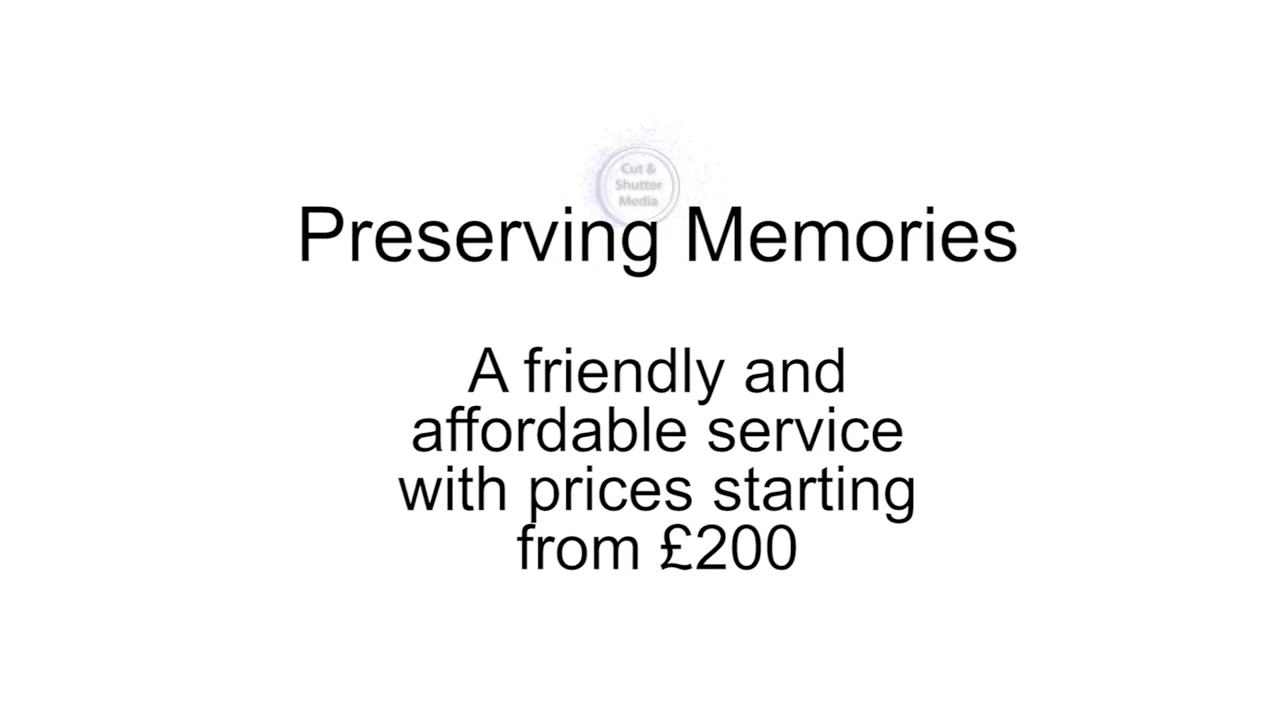 Cut &
Shutter
Media
Preserving Memories
A friendly and
affordable service
with prices starting
from £200